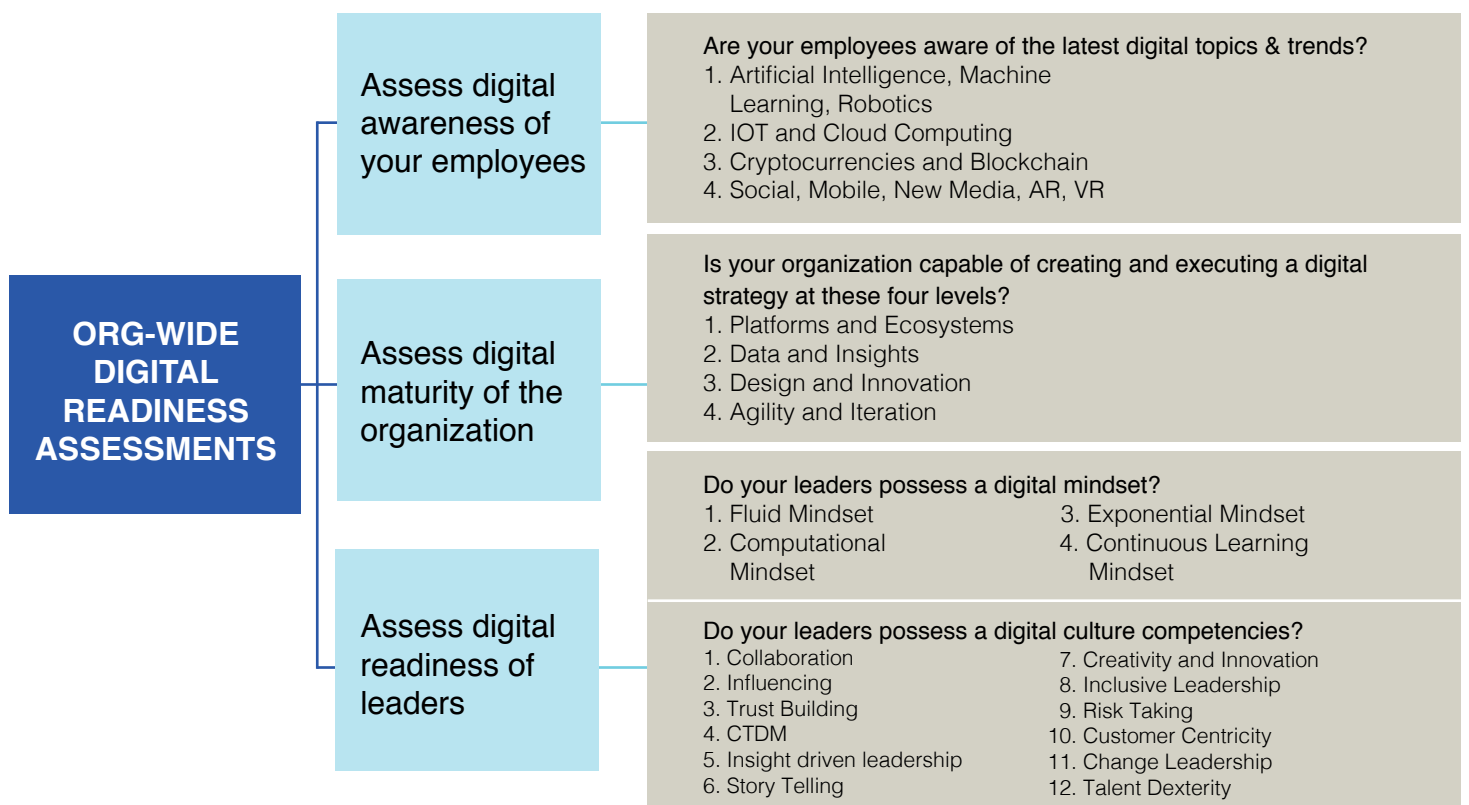 ORG-WIDE
DIGITAL
READINESS
ASSESSMENTS
Assess digital
awareness of
your employees
Are your employees aware of the latest digital topics & trends?
1. Artificial Intelligence, Machine
Learning, Robotics
2. IOT and Cloud Computing
3. Cryptocurrencies and Blockchain
4. Social, Mobile, New Media, AR, VR
Assess digital
maturity of the
organization
Is your organization capable of creating and executing a digital
strategy at these four levels?
1. Platforms and Ecosystems
2. Data and Insights
3. Design and Innovation
4. Agility and Iteration
Assess digital
readiness of
leaders
Do your leaders possess a digital mindset?
1. Fluid Mindset
2. Computational
Mindset
3. Exponential Mindset
4. Continuous Learning
Mindset
Do your leaders possess a digital culture competencies?
1. Collaboration
2. Influencing
3. Trust Building
4. CTDM
5. Insight driven leadership
6. Story Telling
7. Creativity and Innovation
8. Inclusive Leadership
9. Risk Taking
10. Customer Centricity
11. Change Leadership
12. Talent Dexterity